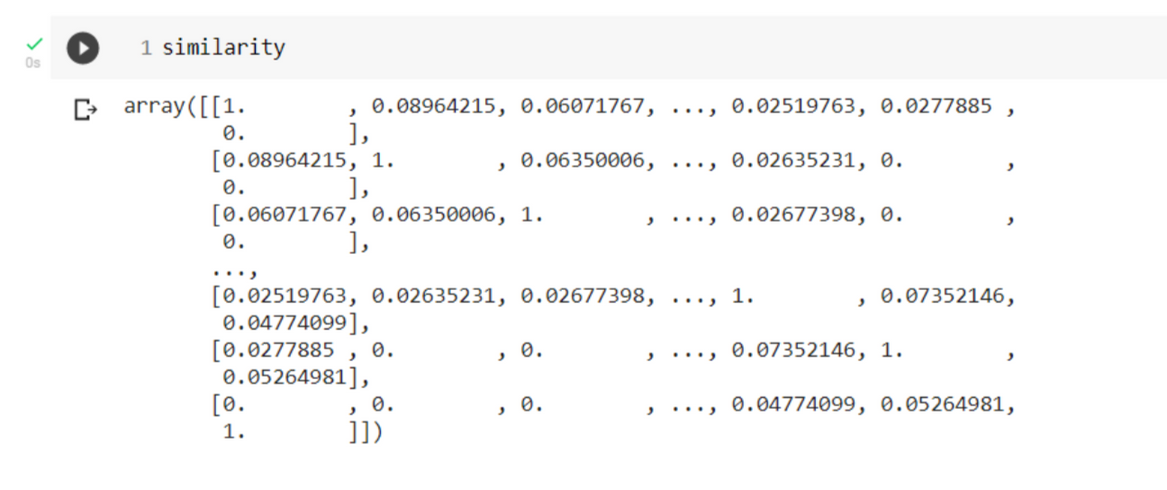 1 similarity
0s
array([[1.        , 0.08964215, 0.06071767, ..., 0.02519763, 0.0277885 ,
        0.        ],
       [0.08964215, 1.        , 0.06350006, ..., 0.02635231, 0.        ,
        0.        ],
       [0.06071767, 0.06350006, 1.        , ..., 0.02677398, 0.        ,
        0.        ],
       ...,
       [0.02519763, 0.02635231, 0.02677398, ..., 1.        , 0.07352146,
        0.04774099],
       [0.0277885 , 0.        , 0.        , ..., 0.07352146, 1.        ,
        0.05264981],
       [0.        , 0.        , 0.        , ..., 0.04774099, 0.05264981,
        1.        ]])